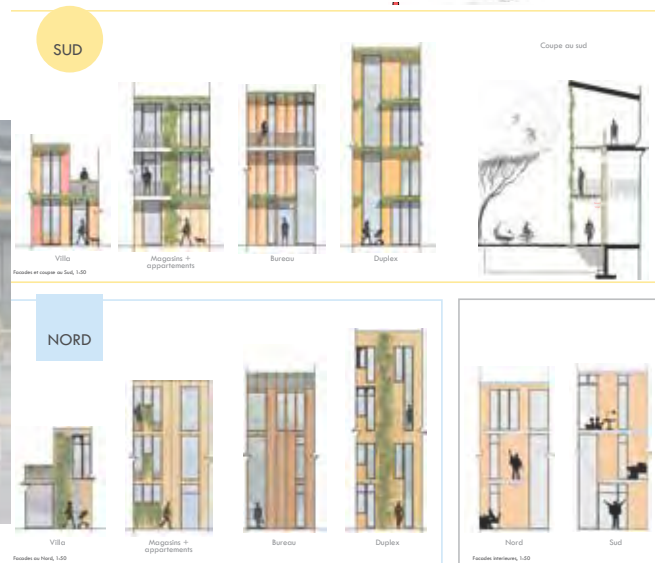 SUD
Coupe au sud
Villa
Magasins +
appartements
Bureau
Duplex
Facades et coupe au Sud, 1:50
NORD
Villa
Magasins +
appartements
Bureau
Duplex
Nord
Sud
Facades au Nord, 1:50
Facades interieures, 1:50